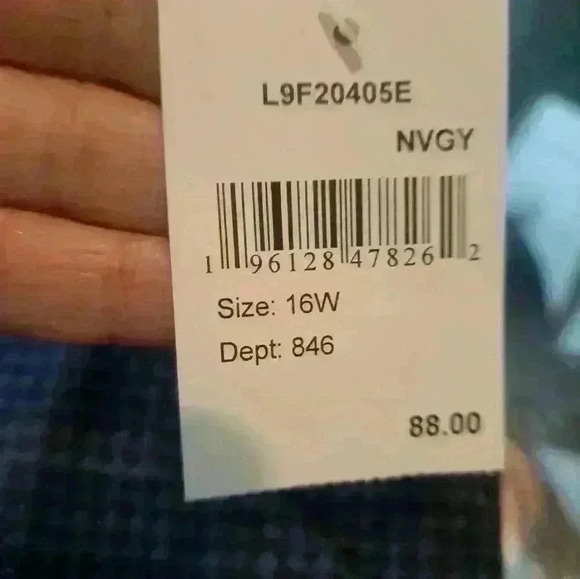 L9F20405E
NVGY
1 96128 47826 2
Size: 16W
Dept: 846
88.00